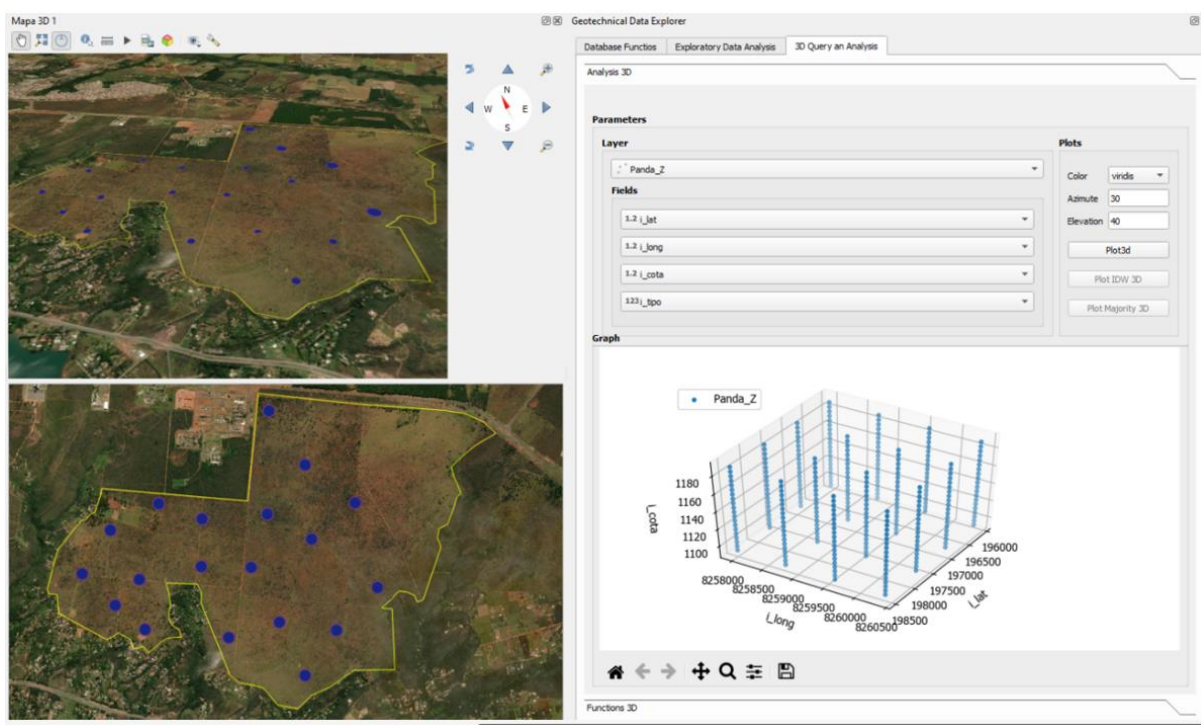 Mapa 3D 1
N
W E
S
Geotechnical Data Explorer
Database Functios Exploratory Data Analysis 3D Query an Analysis
Analysis 3D
Parameters
Layer
Panda_Z
Fields
1.2 i_lat
1.2 i_long
1.2 i_cota
123 i_tipo
Plots
Color viridis
Azimute 30
Elevation 40
Plot3d
Plot IDW 3D
Plot Majority 3D
Graph
Panda_Z
1180
1160
1140
1120
1100
i_cota
8258000
8258500
8259000
8259500
8260000
8260500
i_long
196000
196500
197000
197500
198000
198500
i_lat
Functions 3D